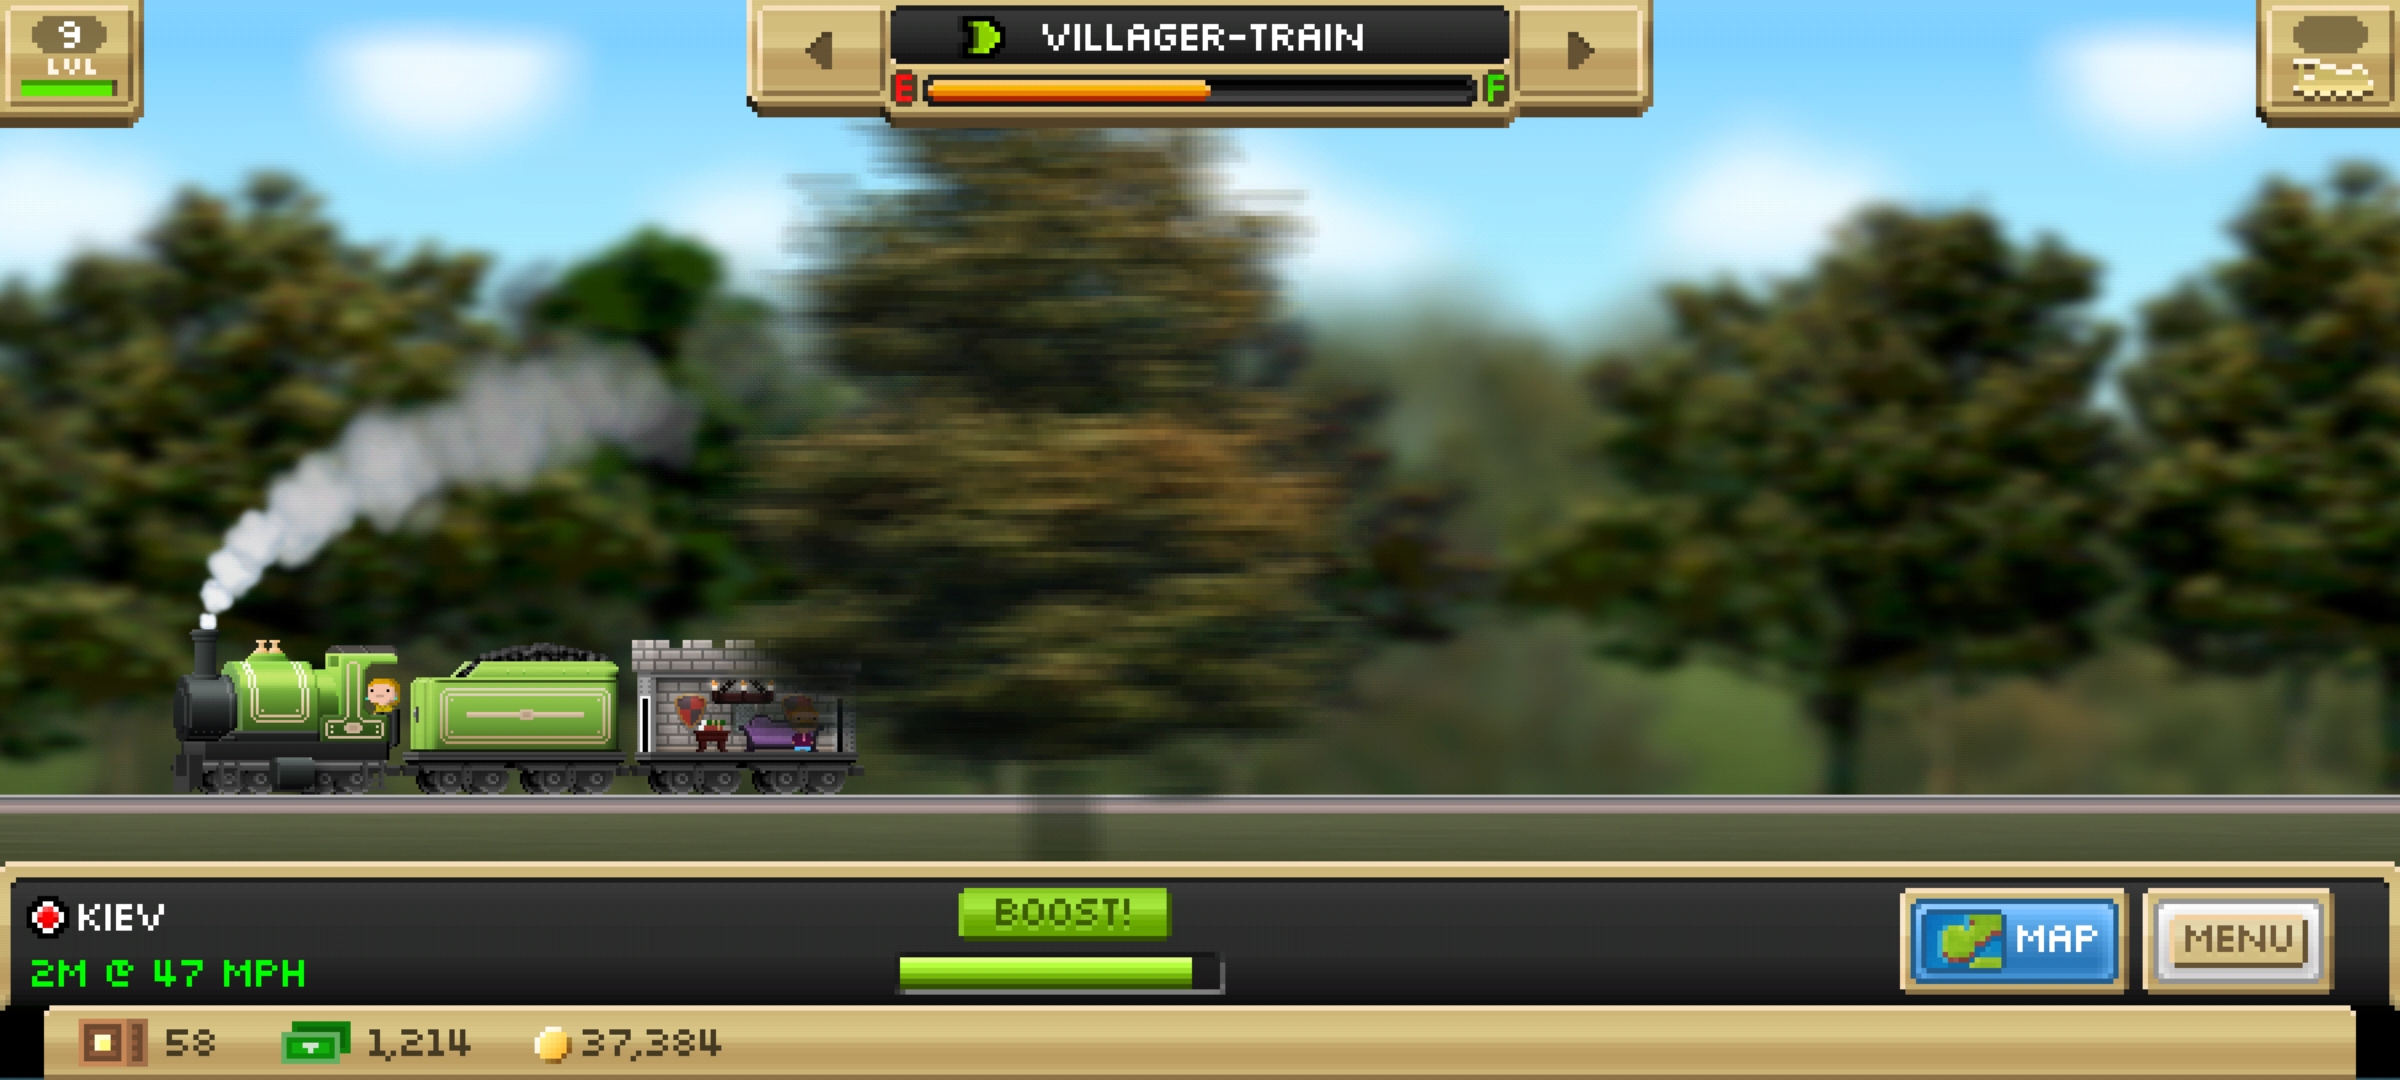 9
LVL
VILLAGER-TRAIN
E F
KIEV
2M @ 47 MPH
BOOST!
MAP
MENU
58 1,214 37,384